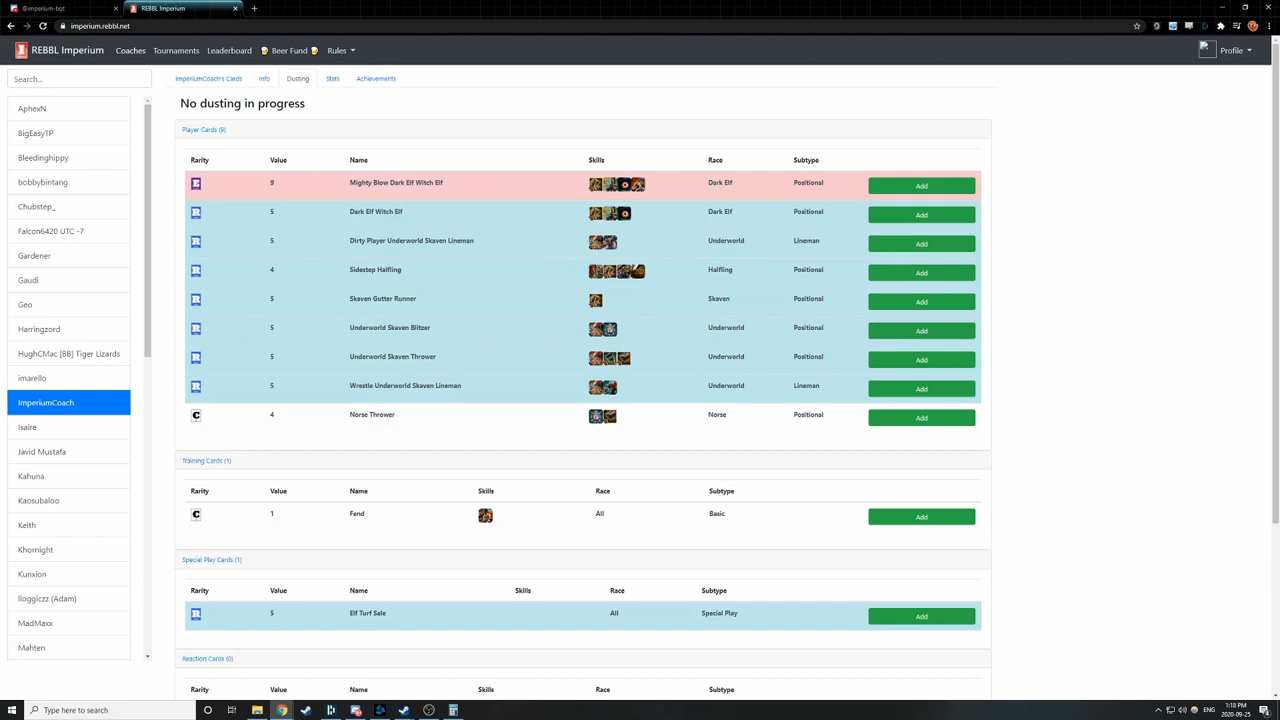 @imperium-bot
REBBL Imperium
imperium.rebbl.net
REBBL Imperium Coaches Tournaments Leaderboard Beer Fund Rules Profile
Search...
ImperiumCoach's Cards Info Dusting Stats Achievements
AphexN
BigEasyTP
Bleedinghippy
bobbybintang
Chubstep_
Falcon6420 UTC -7
Gardener
Gaudi
Geo
Harringzord
HughCMac [BB] Tiger Lizards
imarello
ImperiumCoach
Isaire
Javid Mustafa
Kahuna
Kaosubaloo
Keith
Khornight
Kunxion
lloggiczz (Adam)
MadMaxx
Mahten
No dusting in progress
Player Cards (9)
Rarity Value Name Skills Race Subtype
E 9 Mighty Blow Dark Elf Witch Elf Dark Elf Positional Add
R 5 Dark Elf Witch Elf Dark Elf Positional Add
R 5 Dirty Player Underworld Skaven Lineman Underworld Lineman Add
R 4 Sidestep Halfling Halfling Positional Add
R 5 Skaven Gutter Runner Skaven Positional Add
R 5 Underworld Skaven Blitzer Underworld Positional Add
R 5 Underworld Skaven Thrower Underworld Positional Add
R 5 Wrestle Underworld Skaven Lineman Underworld Lineman Add
C 4 Norse Thrower Norse Positional Add
Training Cards (1)
Rarity Value Name Skills Race Subtype
C 1 Fend All Basic Add
Special Play Cards (1)
Rarity Value Name Skills Race Subtype
R 5 Elf Turf Sale All Special Play Add
Reaction Cards (0)
Rarity Value Name Skills Race Subtype
Type here to search
ENG
1:18 PM
2020-09-25